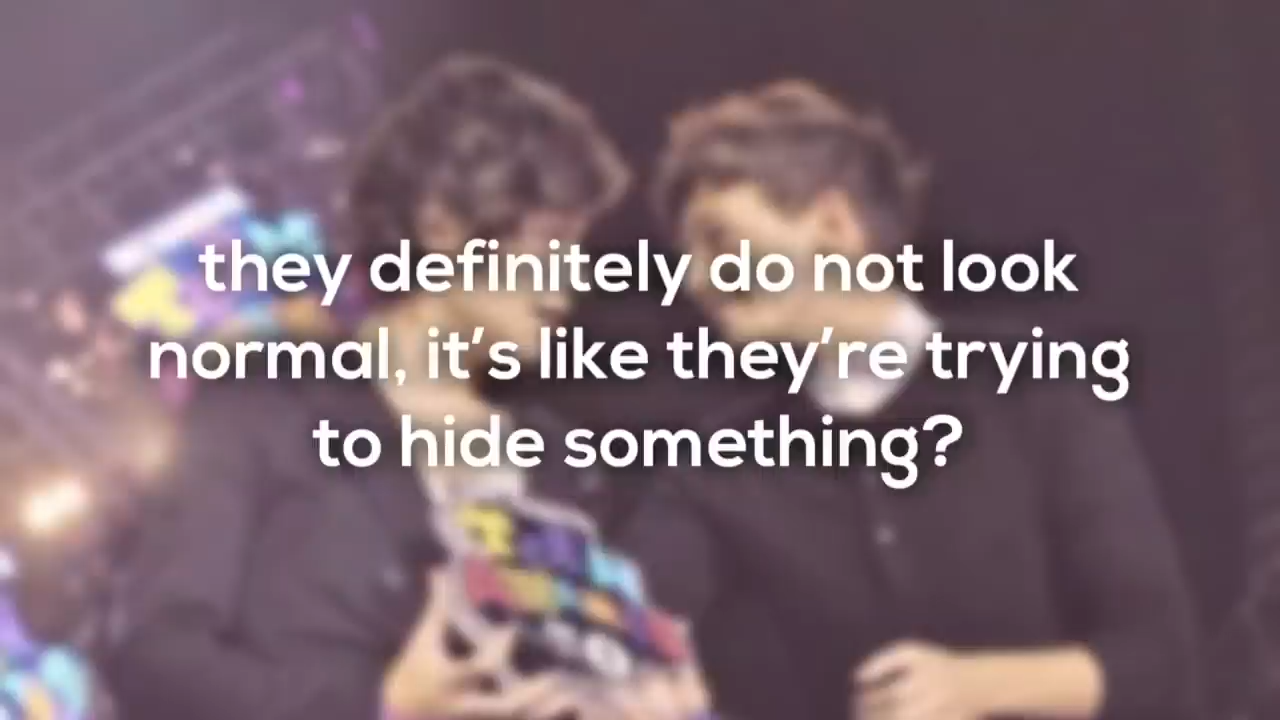 they definitely do not look
normal, it's like they're trying
to hide something?